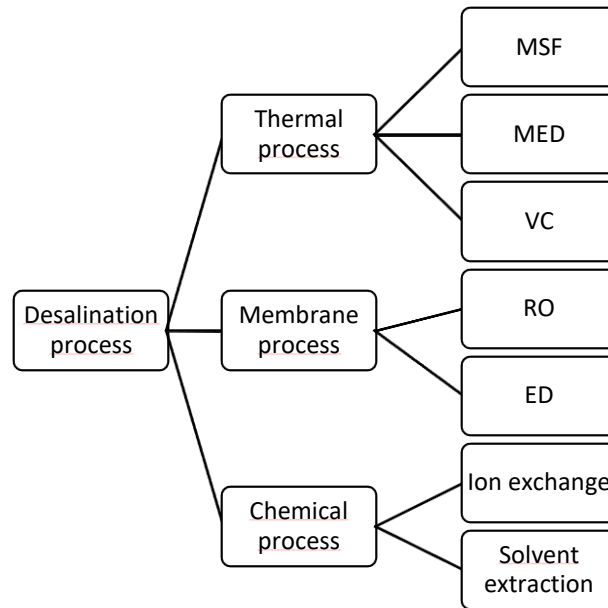 Desalination
process
Thermal
process
MSF
MED
VC
Membrane
process
RO
ED
Chemical
process
Ion exchange
Solvent
extraction